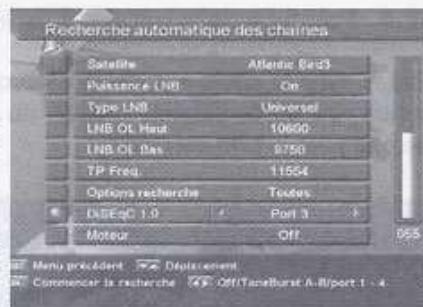 Recherche automatique des chaînes
Satellite Atlantic Bird3
Puissance LNB On
Type LNB Universel
LNB OL Haut 10600
LNB OL Bas 9750
TP Freq. 11554
Options recherche Toutes
DiSEqC 1.0 Port 3
Moteur Off
055
Menu précédent Déplacement
Commencer la recherche Off/ToneBurst A-B/port 1 - 4